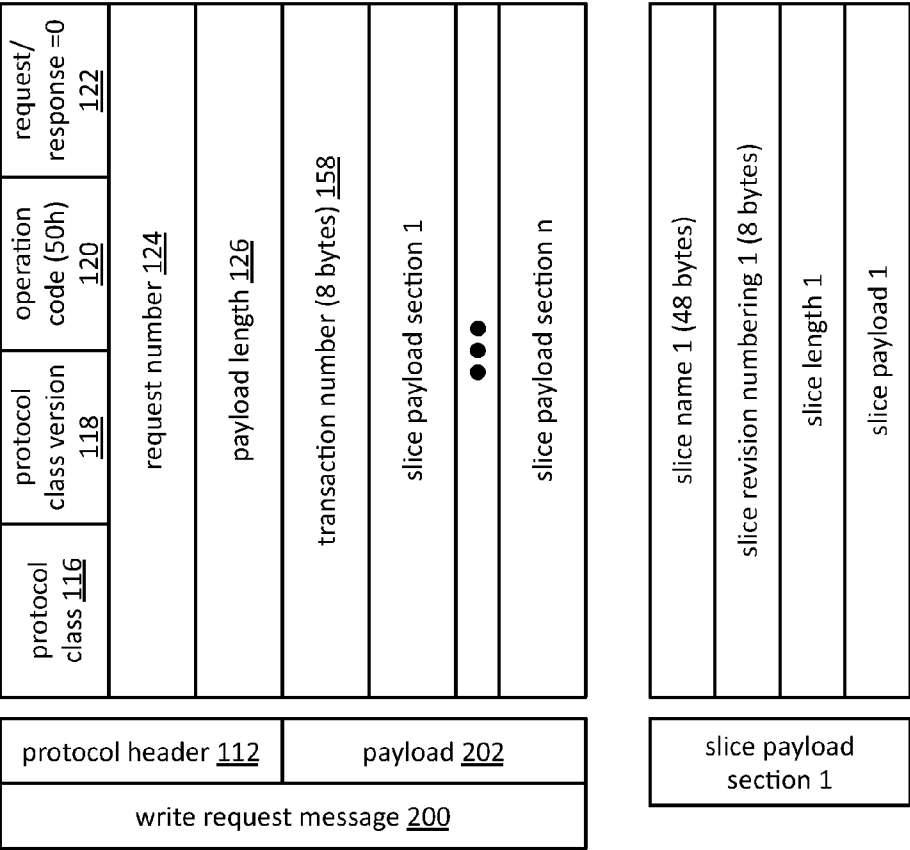 protocol
class 116
protocol
class version
118
operation
code (50h)
120
request/
response =0
122
request number 124
payload length 126
transaction number (8 bytes) 158
slice payload section 1
slice payload section n
protocol header 112
payload 202
write request message 200
slice name 1 (48 bytes)
slice revision numbering 1 (8 bytes)
slice length 1
slice payload 1
slice payload
section 1